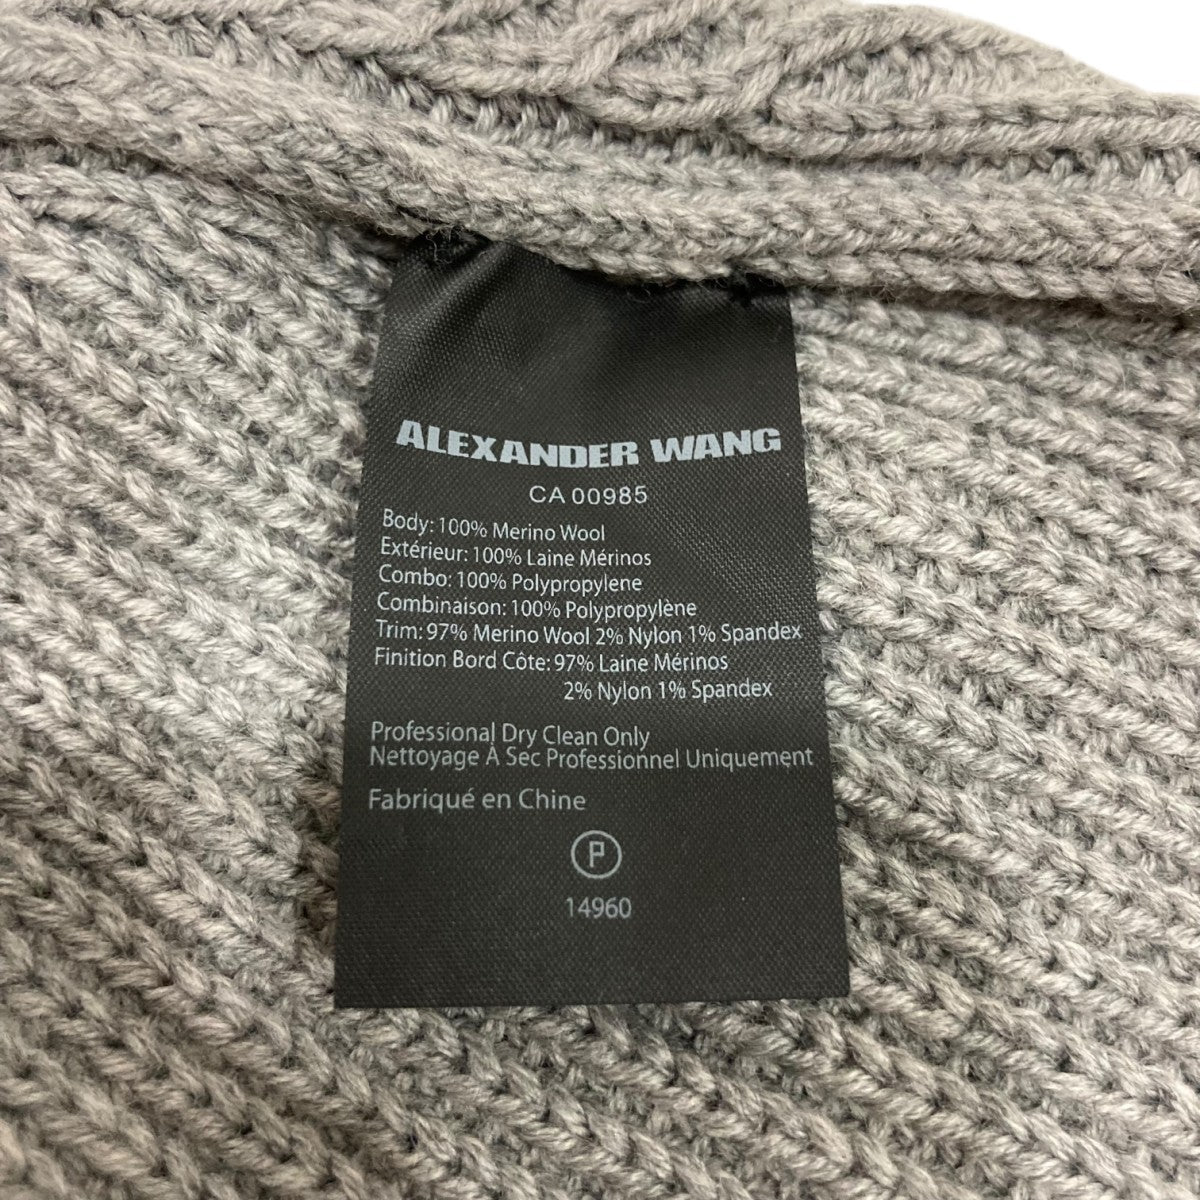 ALEXANDER WANG
CA 00985
Body: 100% Merino Wool
Extérieur: 100% Laine Mérinos
Combo: 100% Polypropylene
Combinaison: 100% Polypropylène
Trim: 97% Merino Wool 2% Nylon 1% Spandex
Finition Bord Côte: 97% Laine Mérinos
2% Nylon 1% Spandex
Professional Dry Clean Only
Nettoyage À Sec Professionnel Uniquement
Fabriqué en Chine
P
14960